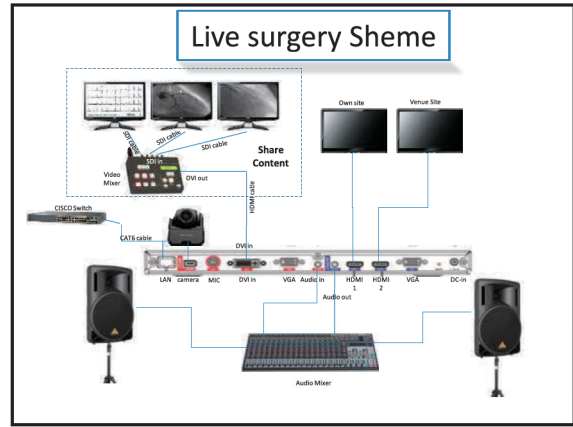 Live surgery Sheme
Own site
Venue Site
SDI cable
SDI cable
SDI cable
SDI in
Share
Content
Video
Mixer
DVI out
HDMI cable
CISCO Switch
CAT6 cable
DVI in
LAN
camera
MIC
DVI in
VGA
Audio in
HDMI
1
HDMI
2
VGA
DC-in
Audio out
Audio Mixer